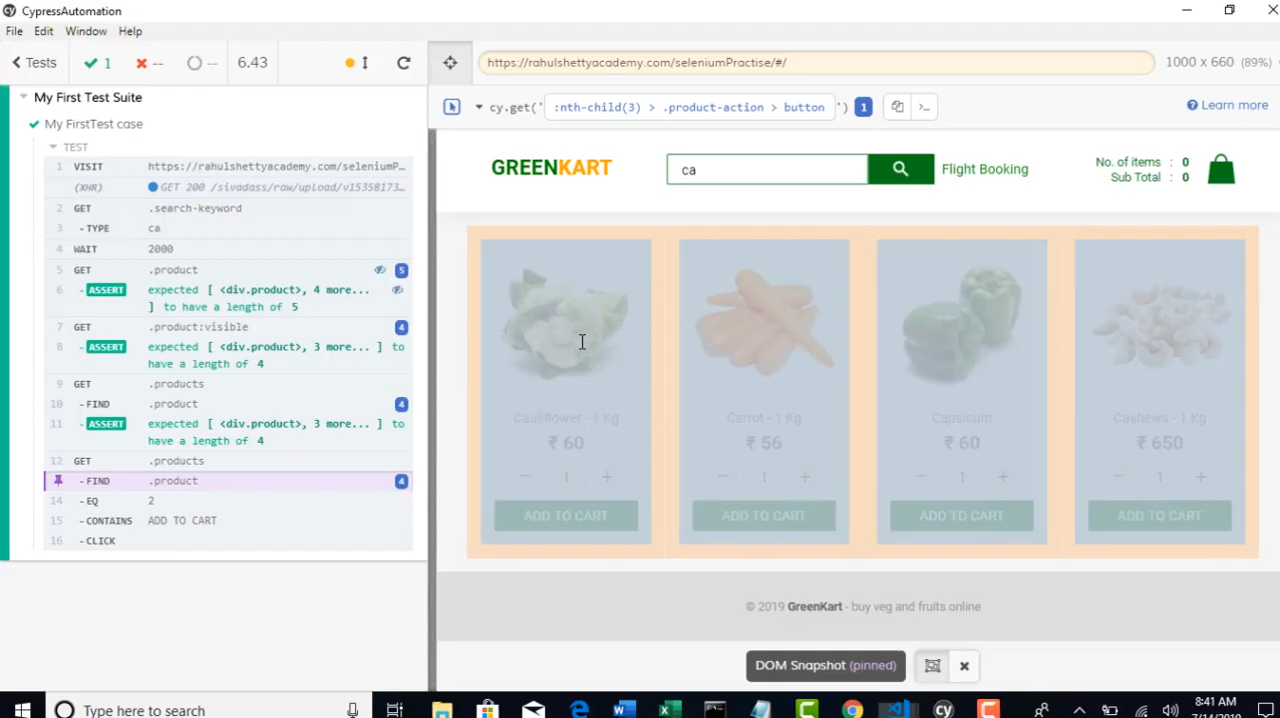 CypressAutomation
File Edit Window Help
Tests 1 -- -- 6.43
https://rahulshettyacademy.com/seleniumPractise/#/
1000 x 660 (89%)
My First Test Suite
My FirstTest case
TEST
1 VISIT https://rahulshettyacademy.com/seleniumP…
(XHR) GET 200 /sivadass/raw/upload/v15358173…
2 GET .search-keyword
3 -TYPE ca
4 WAIT 2000
5 GET .product 5
6 -ASSERT expected [ <div.product>, 4 more...
] to have a length of 5
7 GET .product:visible 4
8 -ASSERT expected [ <div.product>, 3 more... ] to
have a length of 4
9 GET .products
10 -FIND .product 4
11 -ASSERT expected [ <div.product>, 3 more... ] to
have a length of 4
12 GET .products
-FIND .product 4
14 -EQ 2
15 -CONTAINS ADD TO CART
16 -CLICK
cy.get(' :nth-child(3) > .product-action > button ') 1
>_
Learn more
GREENKART
ca
Flight Booking
No. of items : 0
Sub Total : 0
Cauliflower - 1 Kg Carrot - 1 Kg Capsicum Cashews - 1 Kg
₹ 60 ₹ 56 ₹ 60 ₹ 650
− 1 + − 1 + − 1 + − 1 +
ADD TO CART ADD TO CART ADD TO CART ADD TO CART
© 2019 GreenKart - buy veg and fruits online
DOM Snapshot (pinned)
Type here to search
8:41 AM